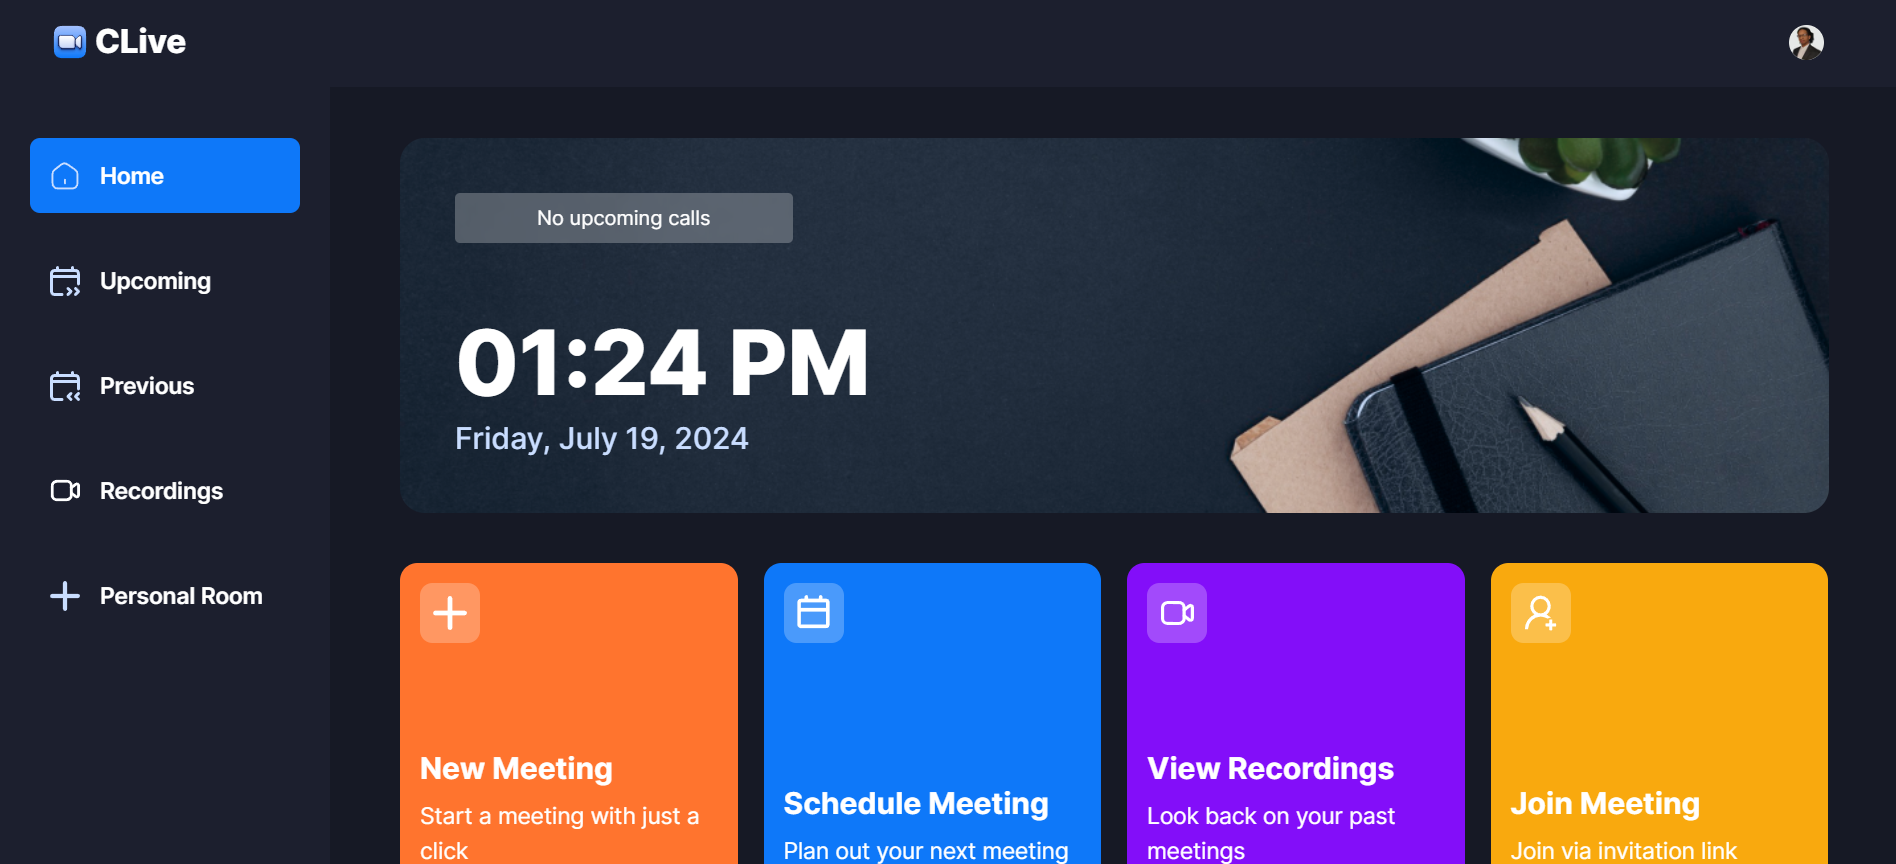 CLive
Home
Upcoming
Previous
Recordings
Personal Room
No upcoming calls
01:24 PM
Friday, July 19, 2024
New Meeting
Start a meeting with just a
click
Schedule Meeting
Plan out your next meeting
View Recordings
Look back on your past
meetings
Join Meeting
Join via invitation link